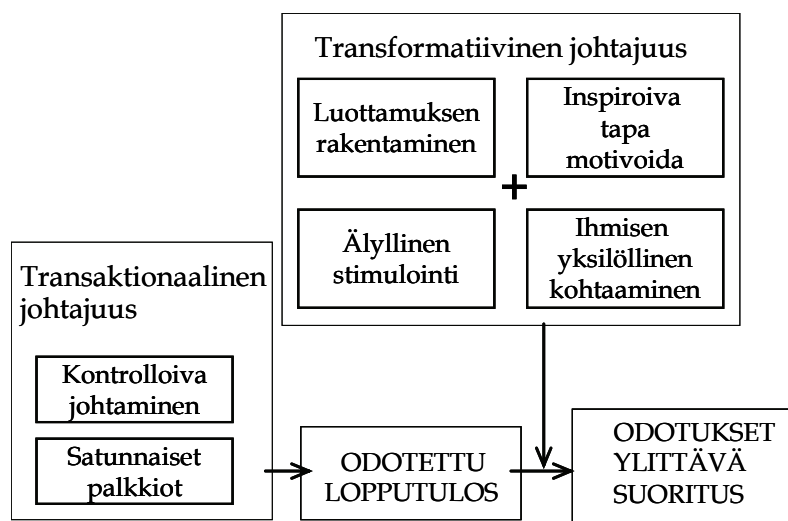 Transformatiivinen johtajuus
Luottamuksen
rakentaminen
Inspiroiva
tapa
motivoida
+
Älyllinen
stimulointi
Ihmisen
yksilöllinen
kohtaaminen
Transaktionaalinen
johtajuus
Kontrolloiva
johtaminen
Satunnaiset
palkkiot
ODOTETTU
LOPPUTULOS
ODOTUKSET
YLITTÄVÄ
SUORITUS